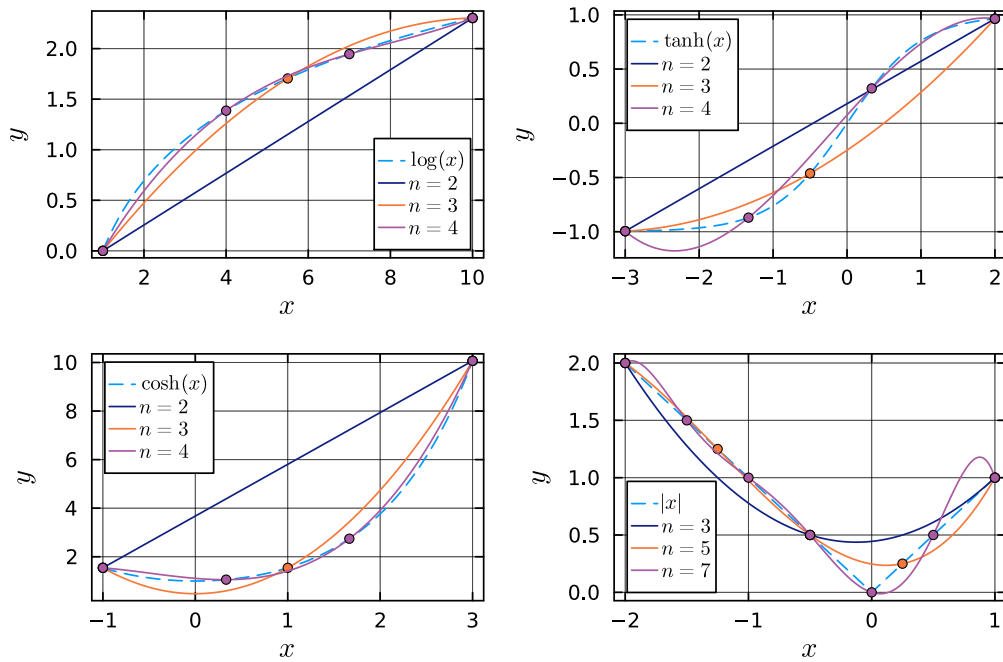 y
2.0
1.5
1.0
0.5
0.0
log(x)
n = 2
n = 3
n = 4
2 4 6 8 10
x
y
1.0
0.5
0.0
−0.5
−1.0
tanh(x)
n = 2
n = 3
n = 4
−3 −2 −1 0 1 2
x
y
10
8
6
4
2
cosh(x)
n = 2
n = 3
n = 4
−1 0 1 2 3
x
y
2.0
1.5
1.0
0.5
0.0
|x|
n = 3
n = 5
n = 7
−2 −1 0 1
x